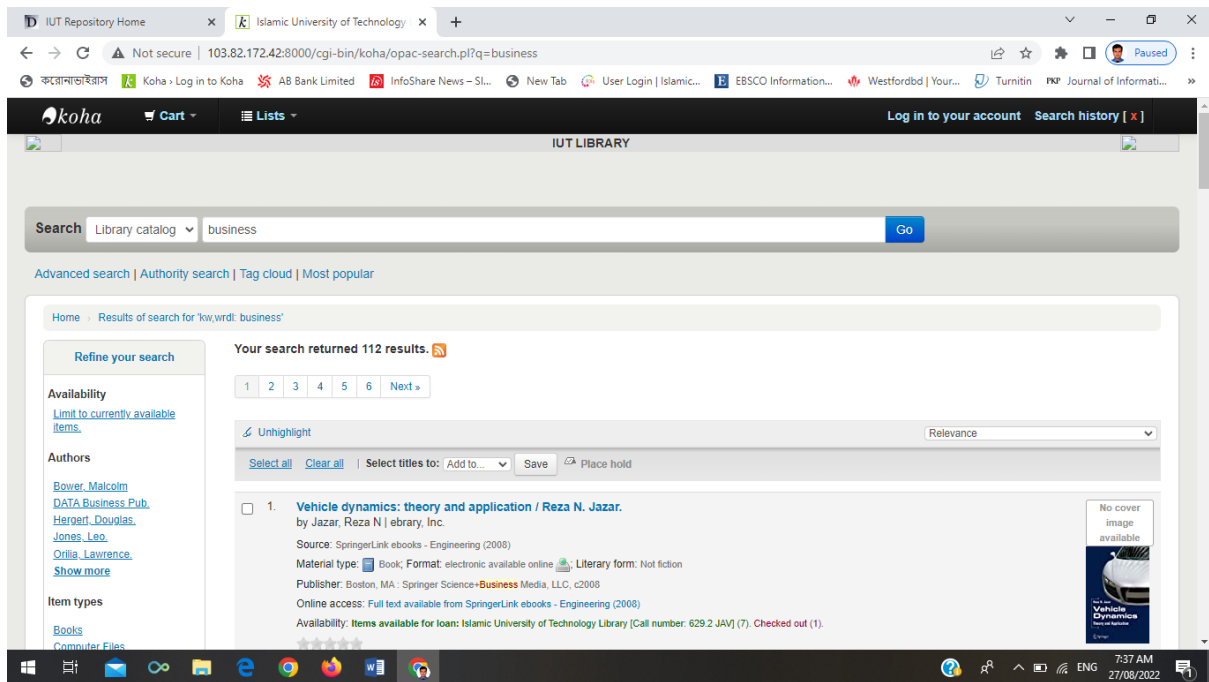 IUT Repository Home
Islamic University of Technology
Not secure | 103.82.172.42:8000/cgi-bin/koha/opac-search.pl?q=business
Paused
করোনাভাইরাস Koha › Log in to Koha AB Bank Limited InfoShare News – Sl... New Tab User Login | Islamic... EBSCO Information... Westfordbd | Your... Turnitin Journal of Informati... »
koha Cart Lists Log in to your account Search history [ x ]
IUT LIBRARY
Search Library catalog business Go
Advanced search | Authority search | Tag cloud | Most popular
Home › Results of search for 'kw,wrdl: business'
Refine your search
Availability
Limit to currently available
items.
Authors
Bower, Malcolm
DATA Business Pub.
Hergert, Douglas.
Jones, Leo.
Orilia, Lawrence.
Show more
Item types
Books
Computer Files
Your search returned 112 results.
1 2 3 4 5 6 Next »
Unhighlight Relevance
Select all Clear all | Select titles to: Add to... Save Place hold
1. Vehicle dynamics: theory and application / Reza N. Jazar.
by Jazar, Reza N | ebrary, Inc.
Source: SpringerLink ebooks - Engineering (2008)
Material type: Book; Format: electronic available online ; Literary form: Not fiction
Publisher: Boston, MA : Springer Science+Business Media, LLC, c2008
Online access: Full text available from SpringerLink ebooks - Engineering (2008)
Availability: Items available for loan: Islamic University of Technology Library [Call number: 629.2 JAV] (7). Checked out (1).
No cover
image
available
Vehicle
Dynamics
ENG
7:37 AM
27/08/2022